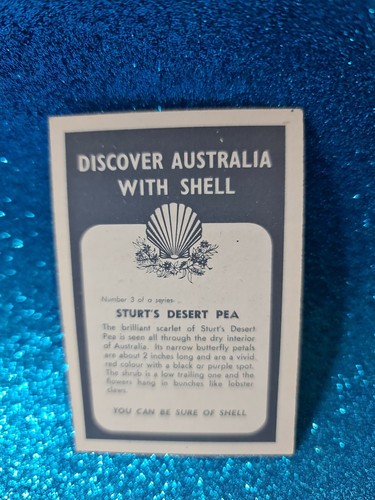 DISCOVER AUSTRALIA
WITH SHELL
Number 3 of a series
STURT'S DESERT PEA
The brilliant scarlet of Sturt's Desert
Pea is seen all through the dry interior
of Australia. Its narrow butterfly petals
are about 2 inches long and are a vivid
red colour with a black or purple spot.
The shrub is a low trailing one and the
flowers hang in bunches like lobster
claws.
YOU CAN BE SURE OF SHELL